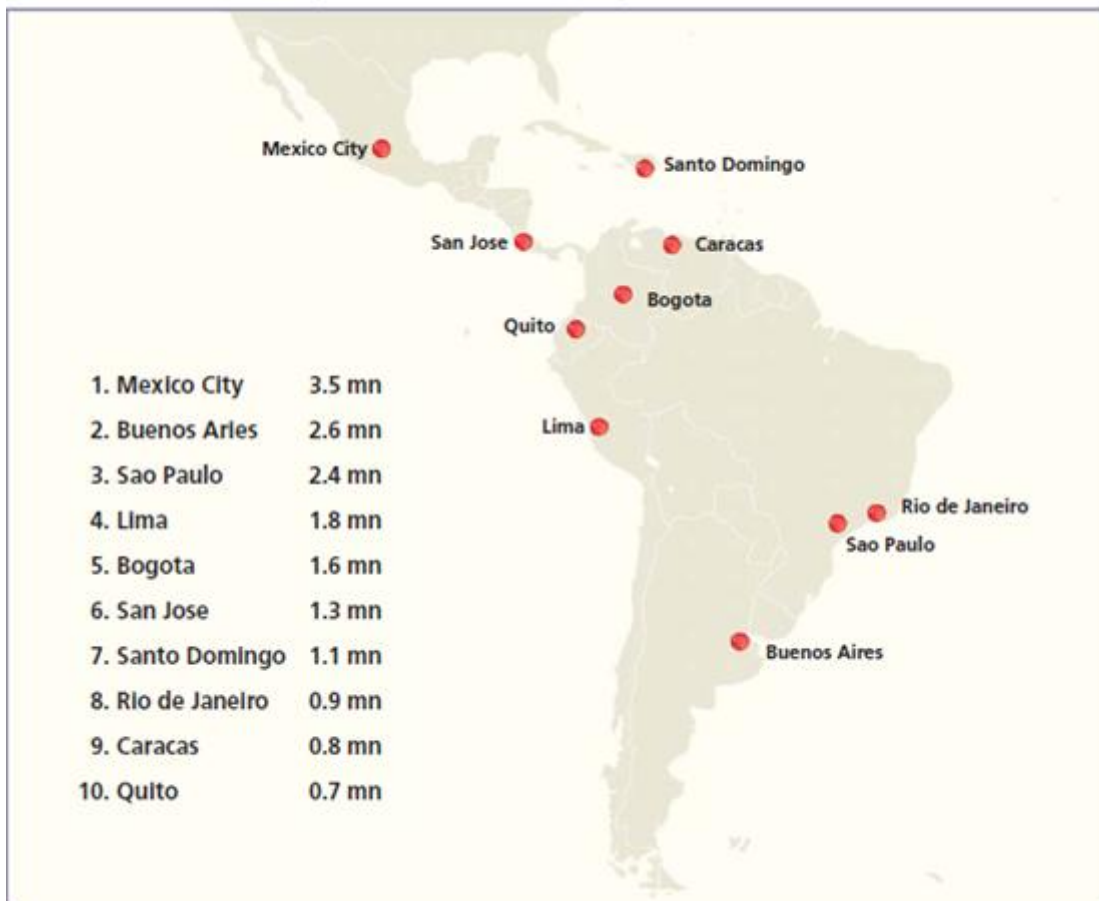 Mexico City
Santo Domingo
San Jose
Caracas
Bogota
Quito
Lima
Rio de Janeiro
Sao Paulo
Buenos Aires
1. Mexico City 3.5 mn
2. Buenos Aries 2.6 mn
3. Sao Paulo 2.4 mn
4. Lima 1.8 mn
5. Bogota 1.6 mn
6. San Jose 1.3 mn
7. Santo Domingo 1.1 mn
8. Rio de Janeiro 0.9 mn
9. Caracas 0.8 mn
10. Quito 0.7 mn